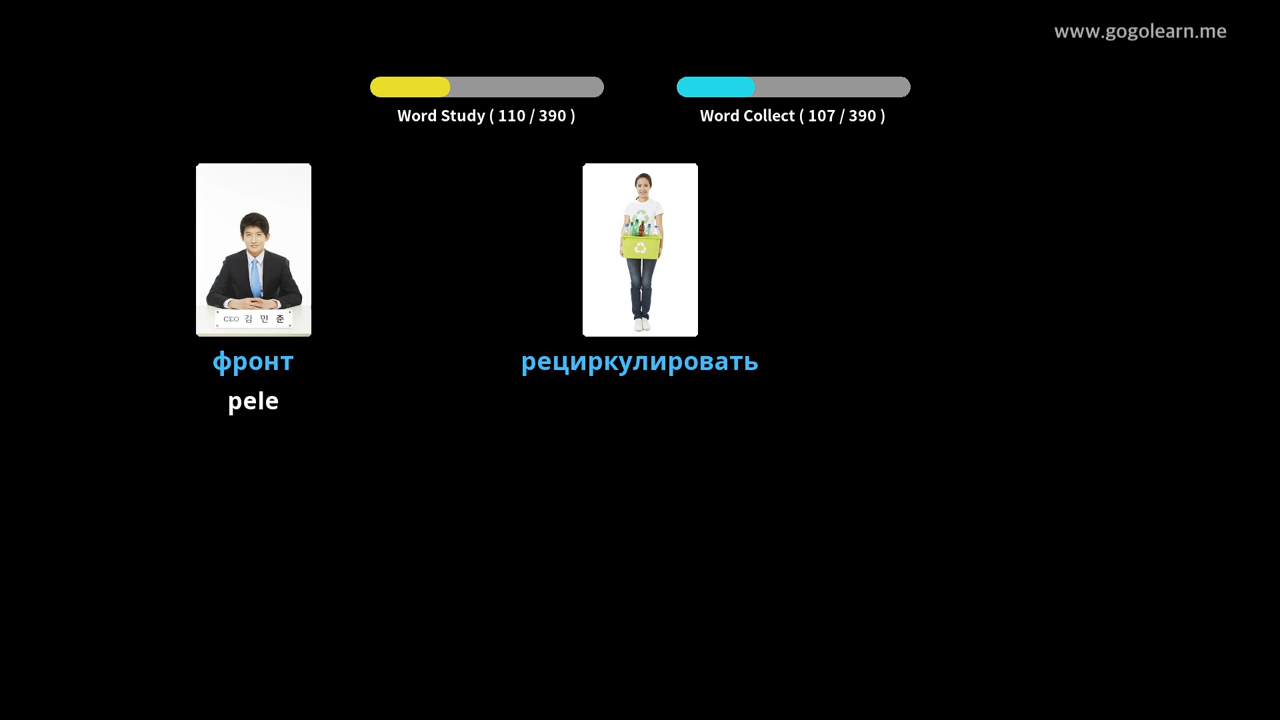 www.gogolearn.me
Word Study ( 110 / 390 )
Word Collect ( 107 / 390 )
CEO 김 민 준
фронт
рециркулировать
pele